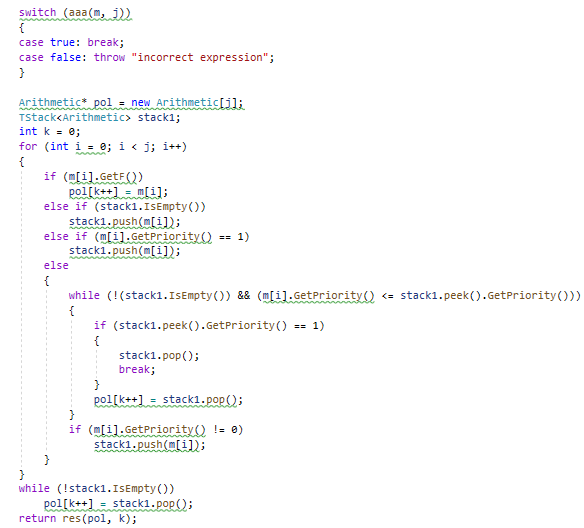 switch (aaa(m, j))
{
case true: break;
case false: throw "incorrect expression";
}
Arithmetic* pol = new Arithmetic[j];
TStack<Arithmetic> stack1;
int k = 0;
for (int i = 0; i < j; i++)
{
if (m[i].GetF())
pol[k++] = m[i];
else if (stack1.IsEmpty())
stack1.push(m[i]);
else if (m[i].GetPriority() == 1)
stack1.push(m[i]);
else
{
while (!(stack1.IsEmpty()) && (m[i].GetPriority() <= stack1.peek().GetPriority()))
{
if (stack1.peek().GetPriority() == 1)
{
stack1.pop();
break;
}
pol[k++] = stack1.pop();
}
if (m[i].GetPriority() != 0)
stack1.push(m[i]);
}
}
while (!stack1.IsEmpty())
pol[k++] = stack1.pop();
return res(pol, k);